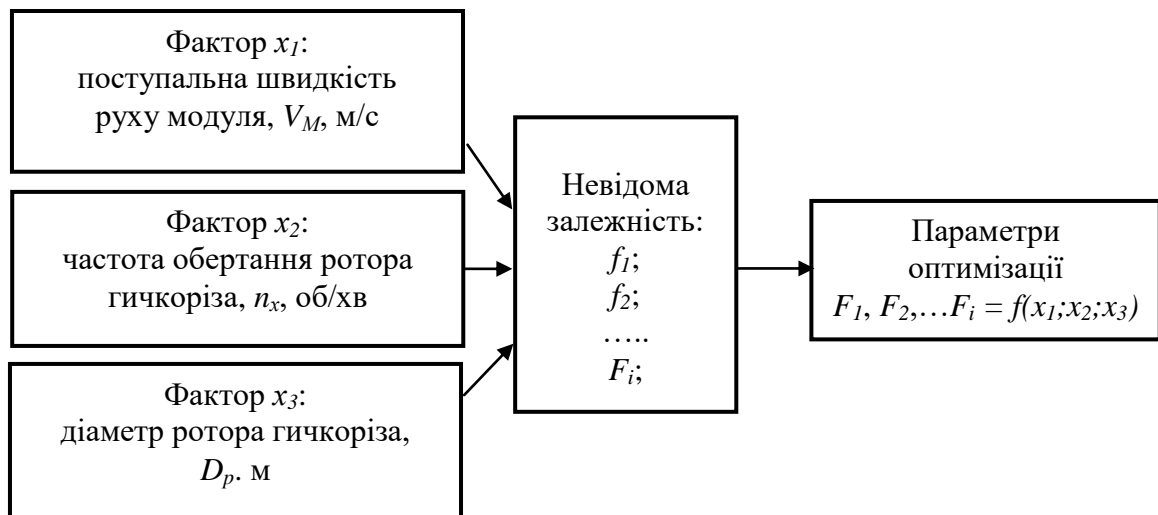 Фактор x1:
поступальна швидкість
руху модуля, VM, м/с
Фактор x2:
частота обертання ротора
гичкоріза, nx, об/хв
Фактор x3:
діаметр ротора гичкоріза,
Dp. м
Невідома
залежність:
f1;
f2;
…..
Fi;
Параметри
оптимізації
F1, F2,…Fi = f(x1;x2;x3)